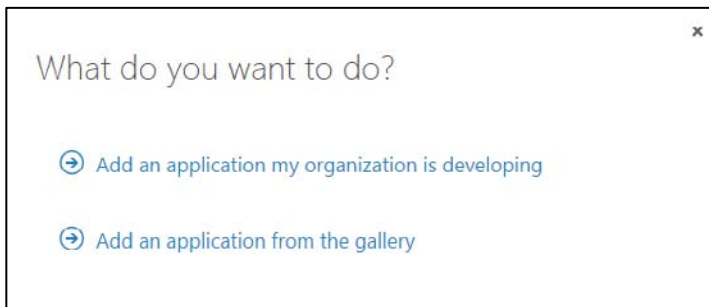 What do you want to do?
Add an application my organization is developing
Add an application from the gallery